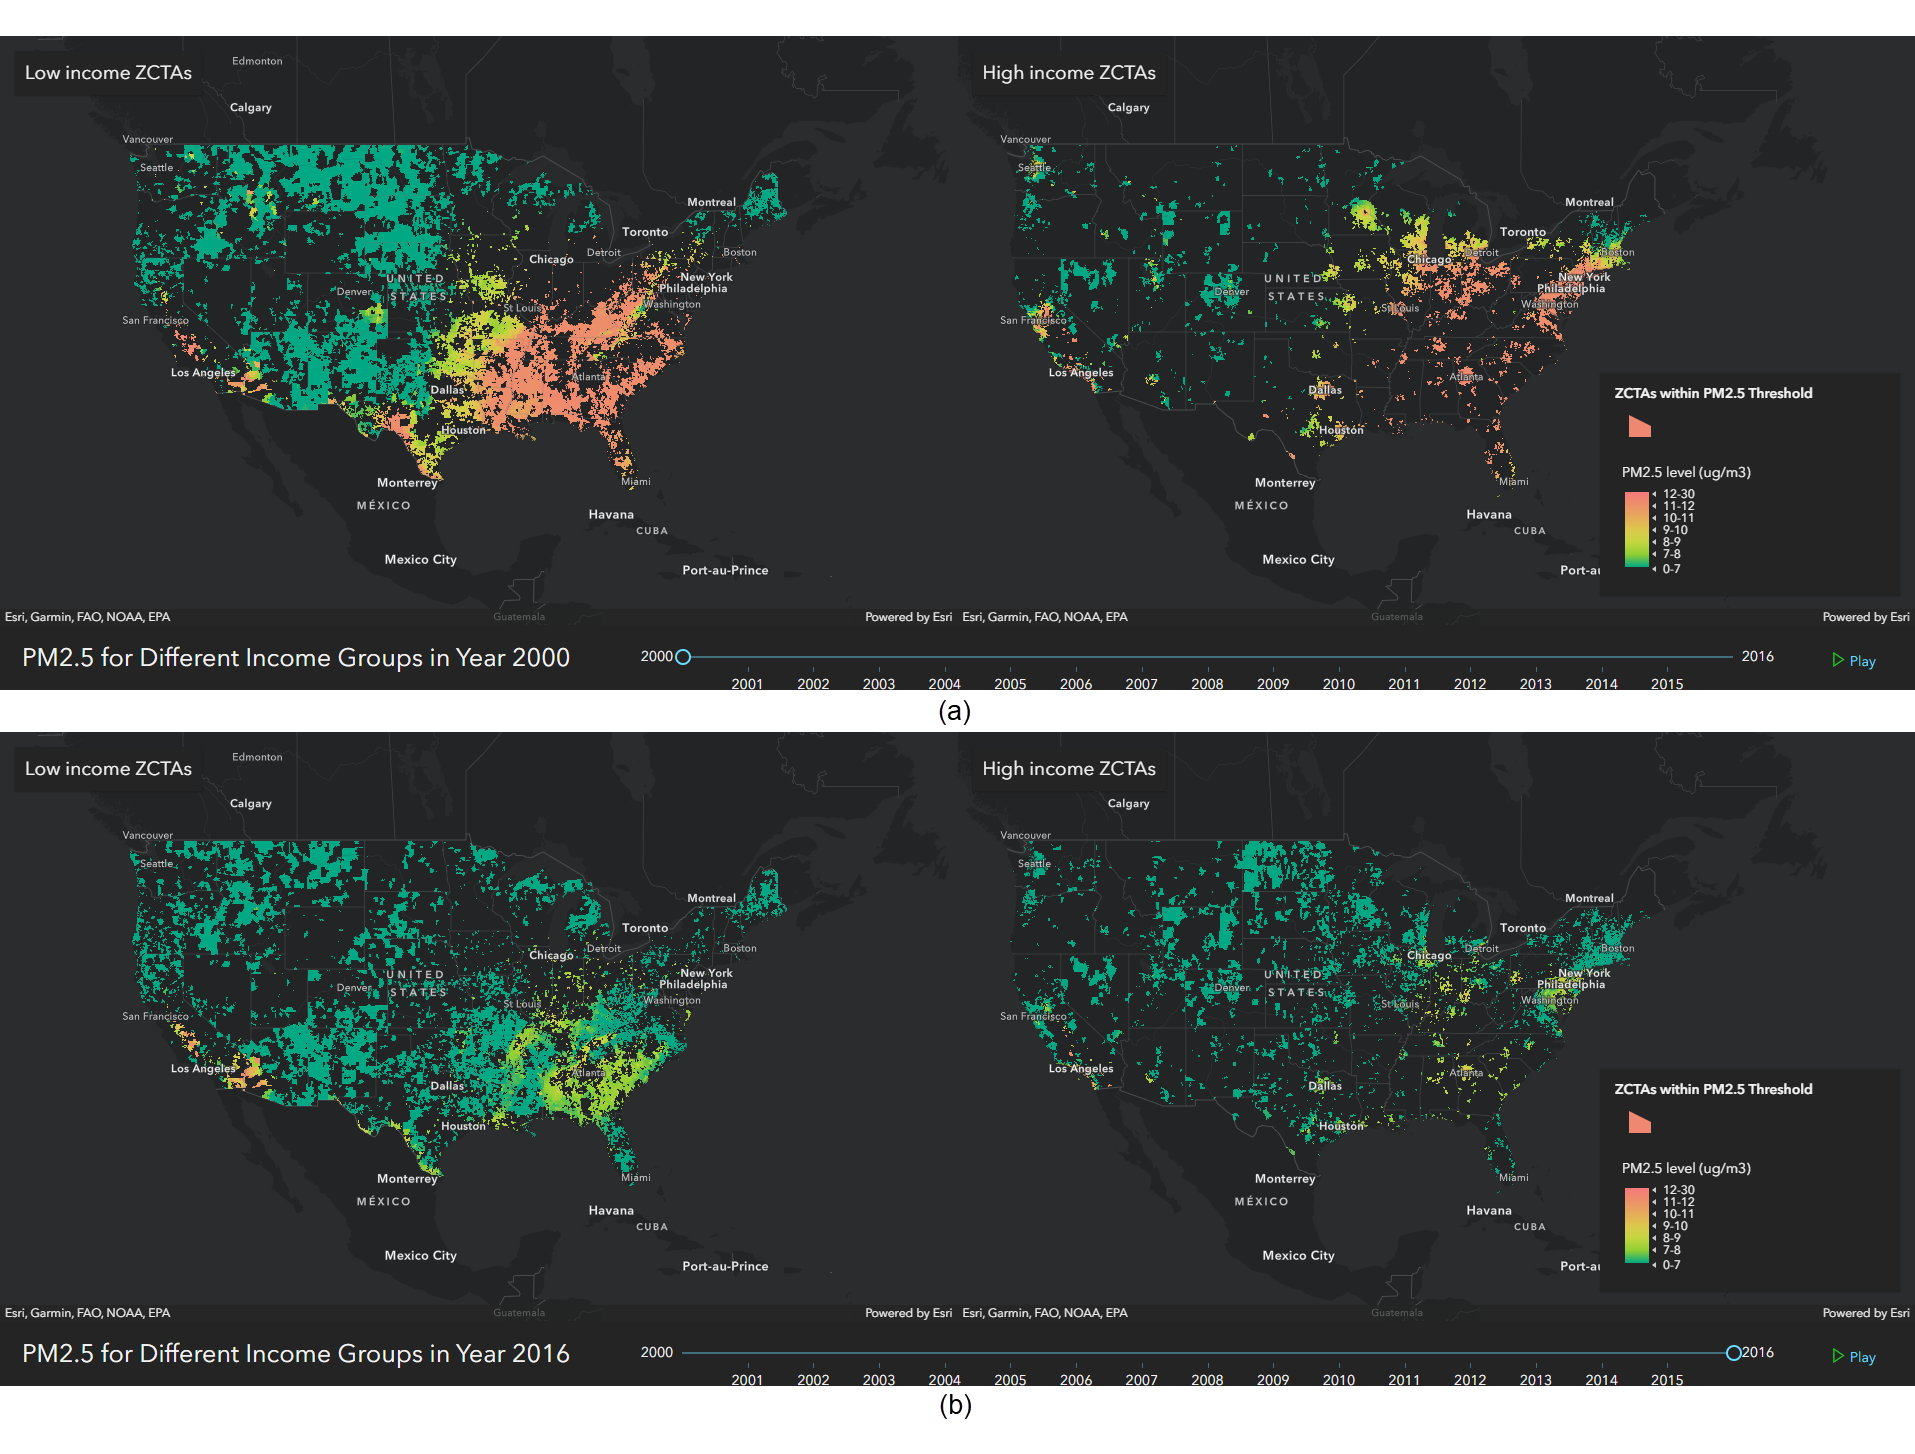 Low income ZCTAs
Edmonton
Calgary
Vancouver
Seattle
Montreal
Toronto
Boston
Detroit
Chicago
New York
Philadelphia
UNITED
STATES
Denver
Washington
St Louis
San Francisco
Los Angeles
Atlanta
Dallas
Houston
Monterrey
Miami
MÉXICO
Havana
CUBA
Mexico City
Port-au-Prince
Guatemala
Esri, Garmin, FAO, NOAA, EPA
Powered by Esri
High income ZCTAs
Calgary
Vancouver
Seattle
Montreal
Toronto
Boston
Detroit
Chicago
New York
Philadelphia
UNITED
STATES
Denver
Washington
St Louis
San Francisco
Los Angeles
Atlanta
Dallas
Houston
Monterrey
Miami
MÉXICO
Havana
CUBA
Mexico City
Port-au
Guatemala
Esri, Garmin, FAO, NOAA, EPA
Powered by Esri
ZCTAs within PM2.5 Threshold
PM2.5 level (ug/m3)
12-30
11-12
10-11
9-10
8-9
7-8
0-7
PM2.5 for Different Income Groups in Year 2000
2000
2016
Play
2001 2002 2003 2004 2005 2006 2007 2008 2009 2010 2011 2012 2013 2014 2015
(a)
Low income ZCTAs
Edmonton
Calgary
Vancouver
Seattle
Montreal
Toronto
Boston
Detroit
Chicago
New York
Philadelphia
UNITED
STATES
Denver
Washington
St Louis
San Francisco
Los Angeles
Atlanta
Dallas
Houston
Monterrey
Miami
MÉXICO
Havana
CUBA
Mexico City
Port-au-Prince
Guatemala
Esri, Garmin, FAO, NOAA, EPA
Powered by Esri
High income ZCTAs
Calgary
Vancouver
Seattle
Montreal
Toronto
Boston
Detroit
Chicago
New York
Philadelphia
UNITED
STATES
Denver
Washington
St Louis
San Francisco
Los Angeles
Atlanta
Dallas
Houston
Monterrey
Miami
MÉXICO
Havana
CUBA
Mexico City
Port-au
Guatemala
Esri, Garmin, FAO, NOAA, EPA
Powered by Esri
ZCTAs within PM2.5 Threshold
PM2.5 level (ug/m3)
12-30
11-12
10-11
9-10
8-9
7-8
0-7
PM2.5 for Different Income Groups in Year 2016
2000
2016
Play
2001 2002 2003 2004 2005 2006 2007 2008 2009 2010 2011 2012 2013 2014 2015
(b)